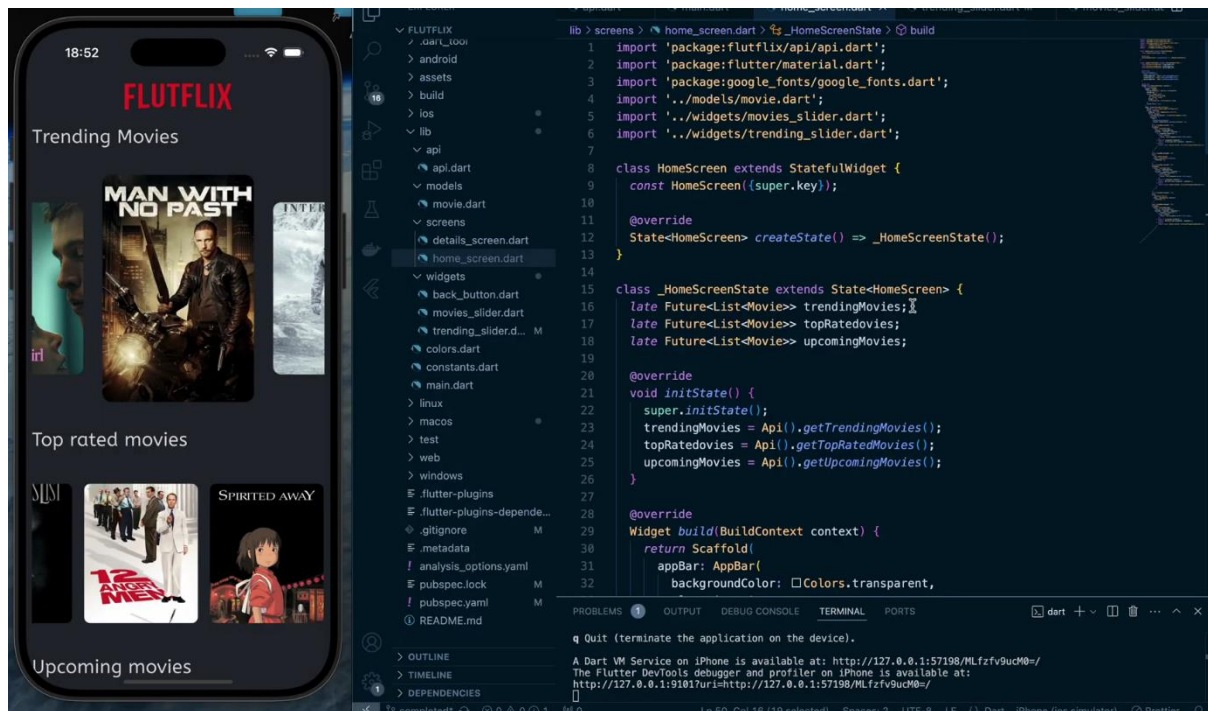 18:52
FLUTFLIX
Trending Movies
MAN WITH
NO PAST
INTER
irl
Top rated movies
SPIRITED AWAY
12
ANGRY
MEN
Upcoming movies
FLUTFLIX
.dart_tool
android
assets
build
ios
lib
api
api.dart
models
movie.dart
screens
details_screen.dart
home_screen.dart
widgets
back_button.dart
movies_slider.dart
trending_slider.d... M
colors.dart
constants.dart
main.dart
linux
macos
test
web
windows
.flutter-plugins
.flutter-plugins-depende...
.gitignore M
.metadata
analysis_options.yaml
pubspec.lock M
pubspec.yaml M
README.md
OUTLINE
TIMELINE
DEPENDENCIES
16
1
lib > screens > home_screen.dart > _HomeScreenState > build
1 import 'package:flutflix/api/api.dart';
2 import 'package:flutter/material.dart';
3 import 'package:google_fonts/google_fonts.dart';
4 import '../models/movie.dart';
5 import '../widgets/movies_slider.dart';
6 import '../widgets/trending_slider.dart';
7
8 class HomeScreen extends StatefulWidget {
9 const HomeScreen({super.key});
10
11 @override
12 State<HomeScreen> createState() => _HomeScreenState();
13 }
14
15 class _HomeScreenState extends State<HomeScreen> {
16 late Future<List<Movie>> trendingMovies;
17 late Future<List<Movie>> topRatedovies;
18 late Future<List<Movie>> upcomingMovies;
19
20 @override
21 void initState() {
22 super.initState();
23 trendingMovies = Api().getTrendingMovies();
24 topRatedovies = Api().getTopRatedMovies();
25 upcomingMovies = Api().getUpcomingMovies();
26 }
27
28 @override
29 Widget build(BuildContext context) {
30 return Scaffold(
31 appBar: AppBar(
32 backgroundColor: Colors.transparent,
PROBLEMS 1 OUTPUT DEBUG CONSOLE TERMINAL PORTS dart
q Quit (terminate the application on the device).
A Dart VM Service on iPhone is available at: http://127.0.0.1:57198/MLfzfv9ucM0=/
The Flutter DevTools debugger and profiler on iPhone is available at:
http://127.0.0.1:9101?uri=http://127.0.0.1:57198/MLfzfv9ucM0=/